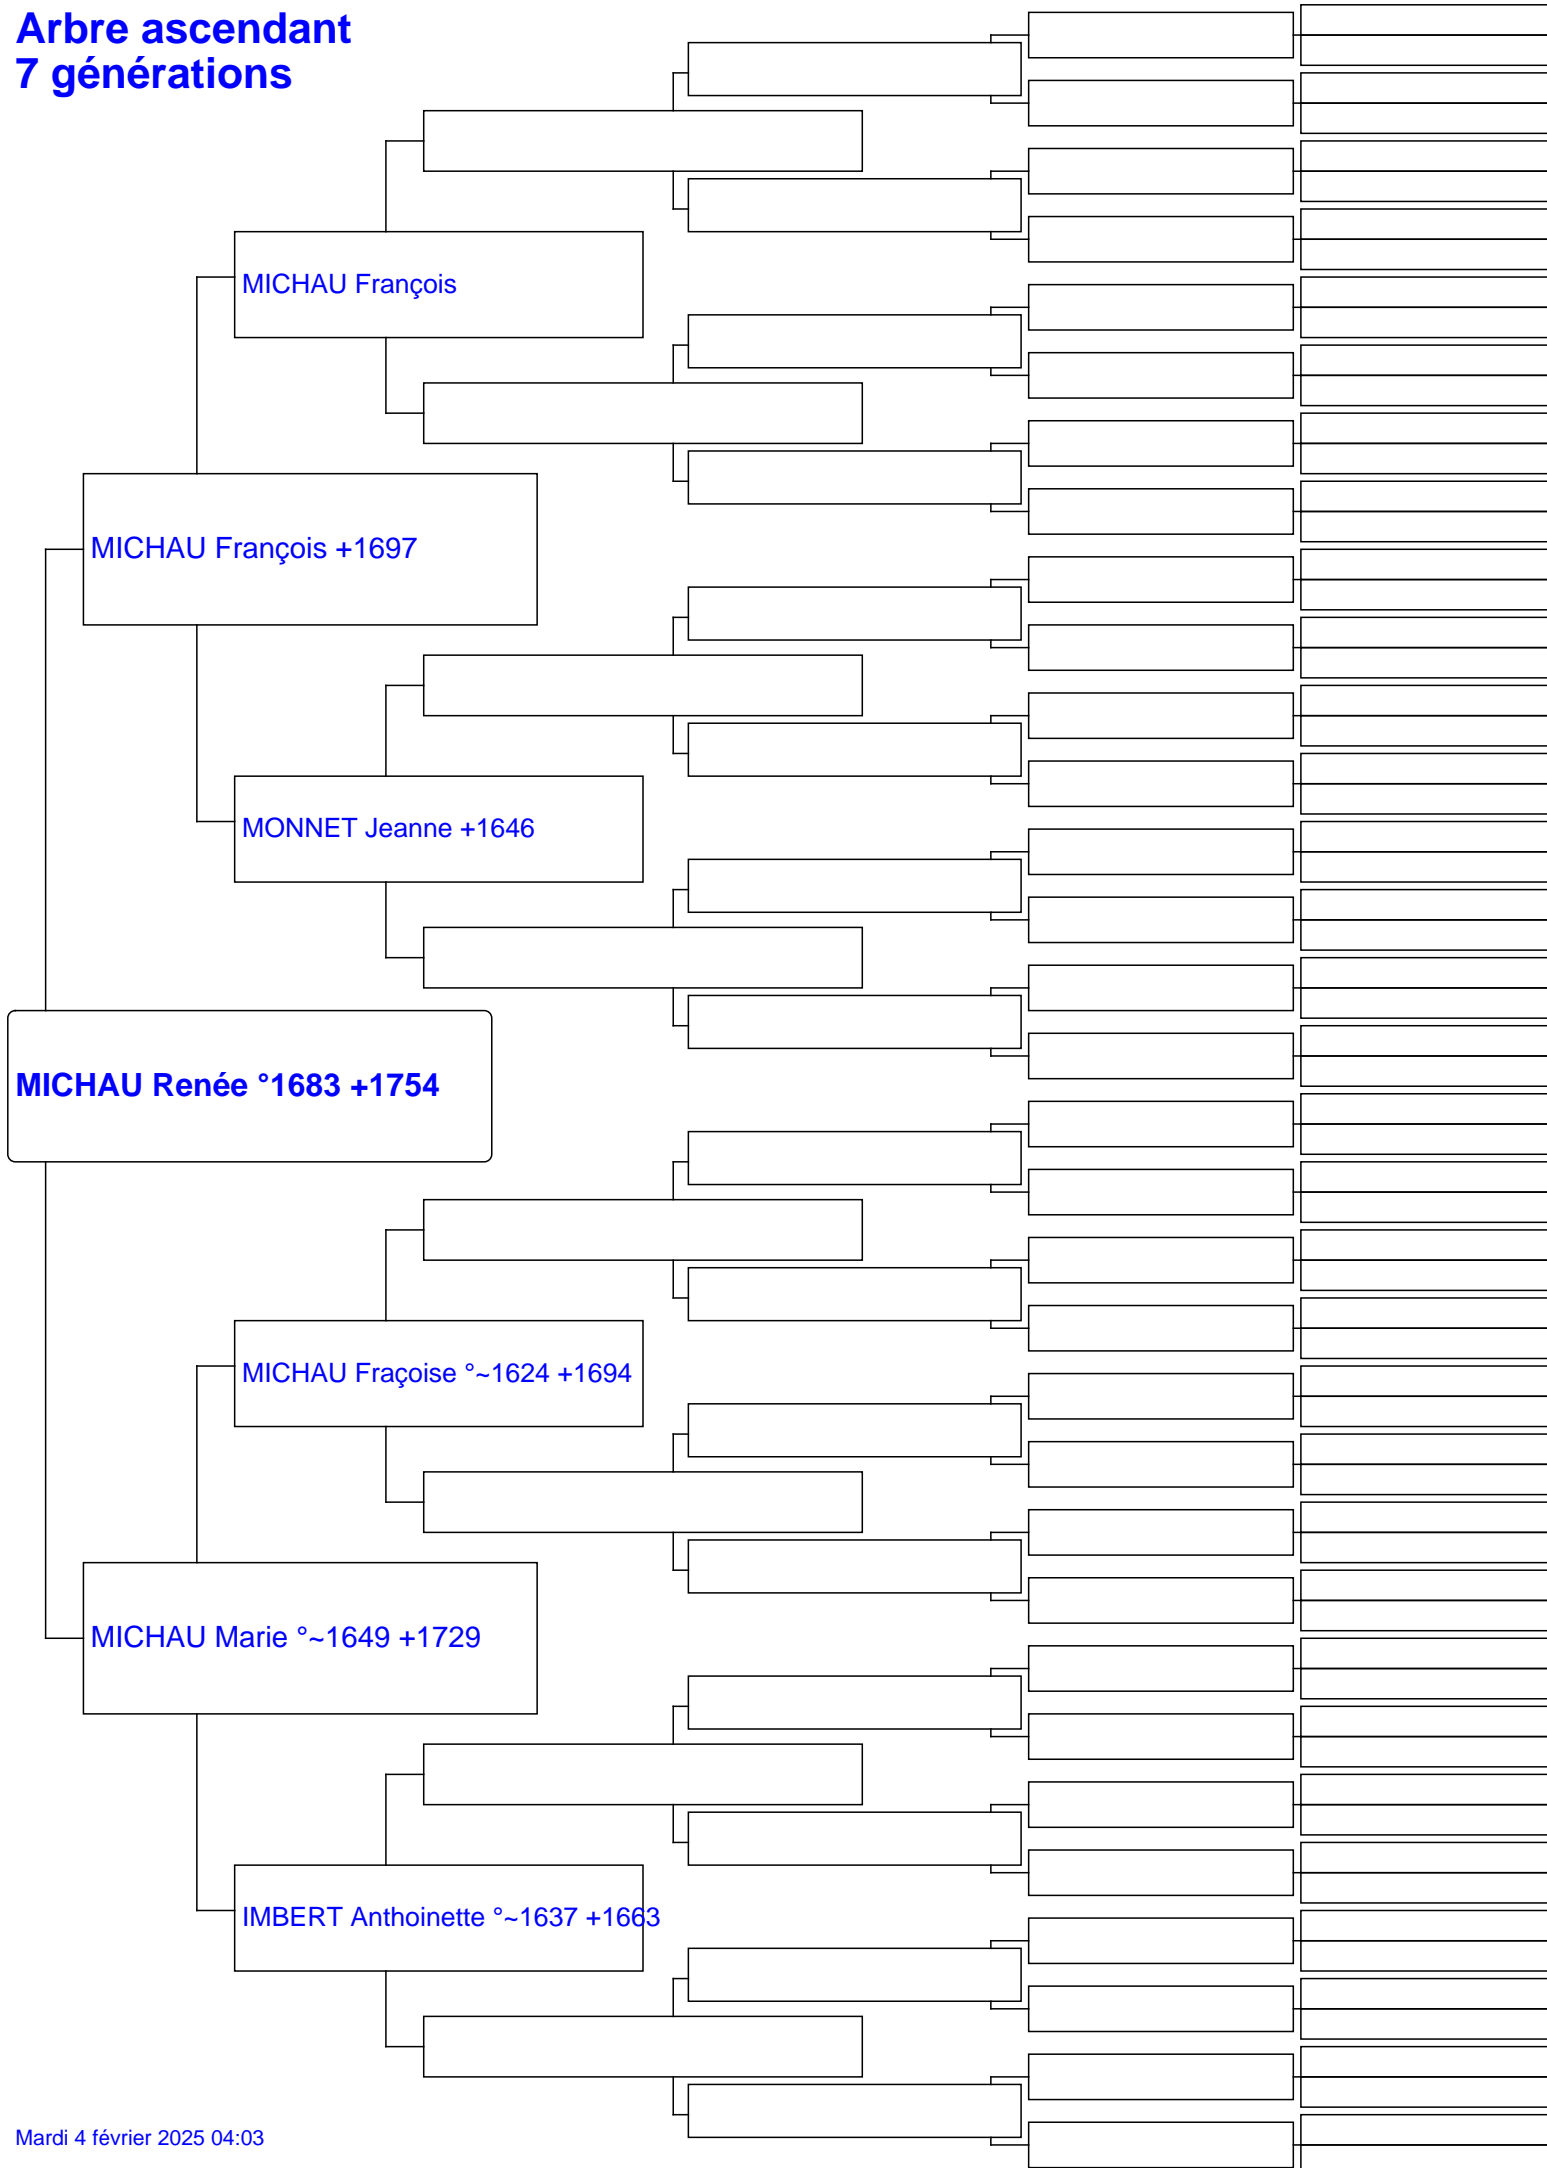 Arbre ascendant
7 générations
MICHAU François
MICHAU François +1697
MONNET Jeanne +1646
MICHAU Renée °1683 +1754
MICHAU Fraçoise °~1624 +1694
MICHAU Marie °~1649 +1729
IMBERT Anthoinette °~1637 +1663
Mardi 4 février 2025 04:03